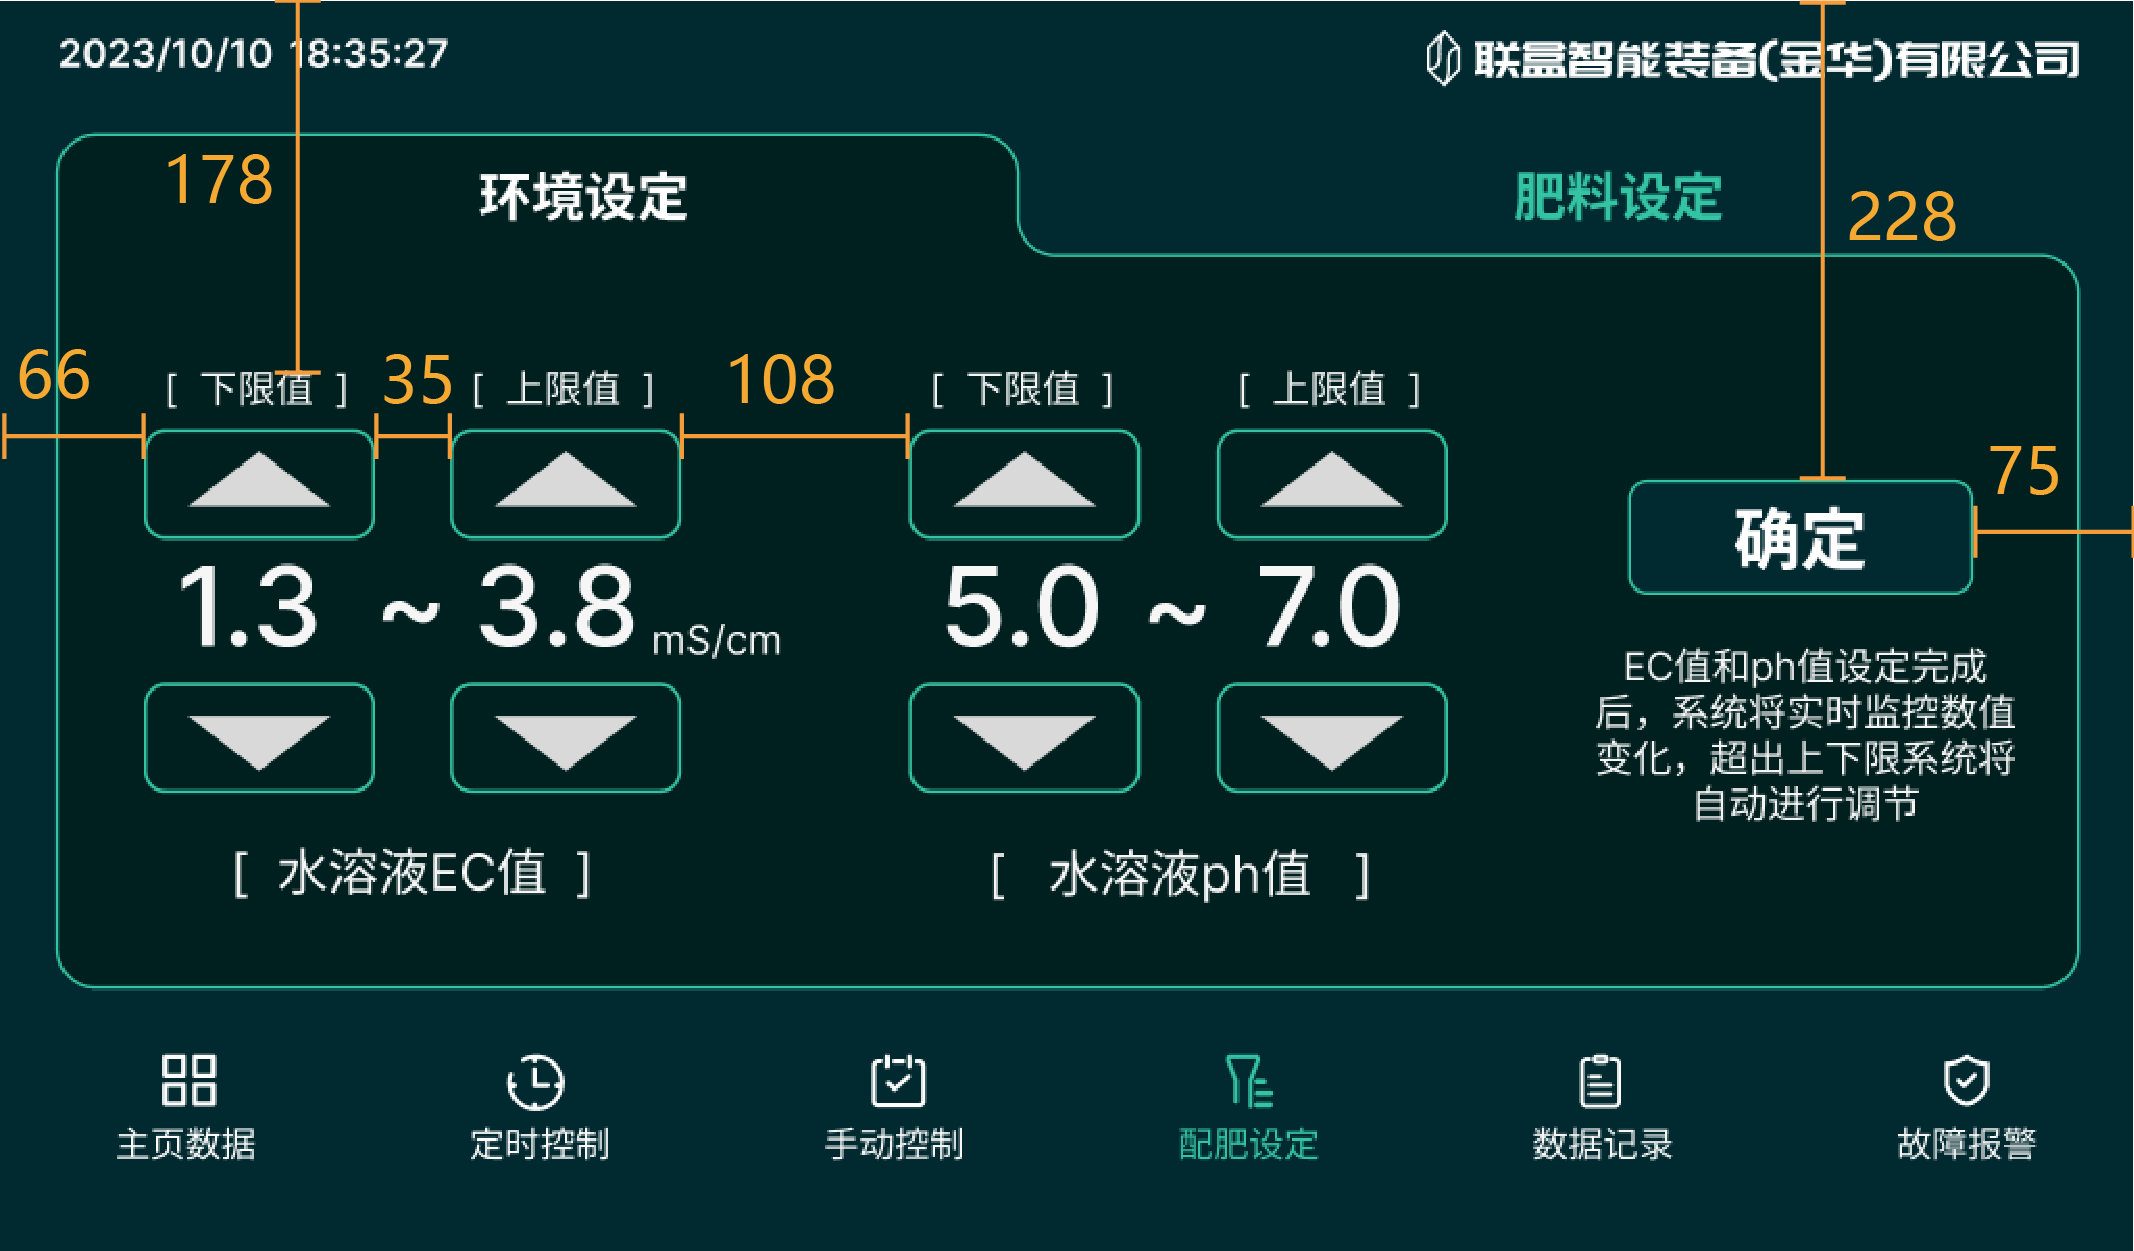 2023/10/10 18:35:27
联盒智能装备(金华)有限公司
178
环境设定
肥料设定
228
66
[ 下限值 ]
35
[ 上限值 ]
108
[ 下限值 ]
[ 上限值 ]
75
确定
1.3 ~ 3.8 mS/cm
5.0 ~ 7.0
EC值和ph值设定完成
后，系统将实时监控数值
变化，超出上下限系统将
自动进行调节
[ 水溶液EC值 ]
[ 水溶液ph值 ]
主页数据
定时控制
手动控制
配肥设定
数据记录
故障报警